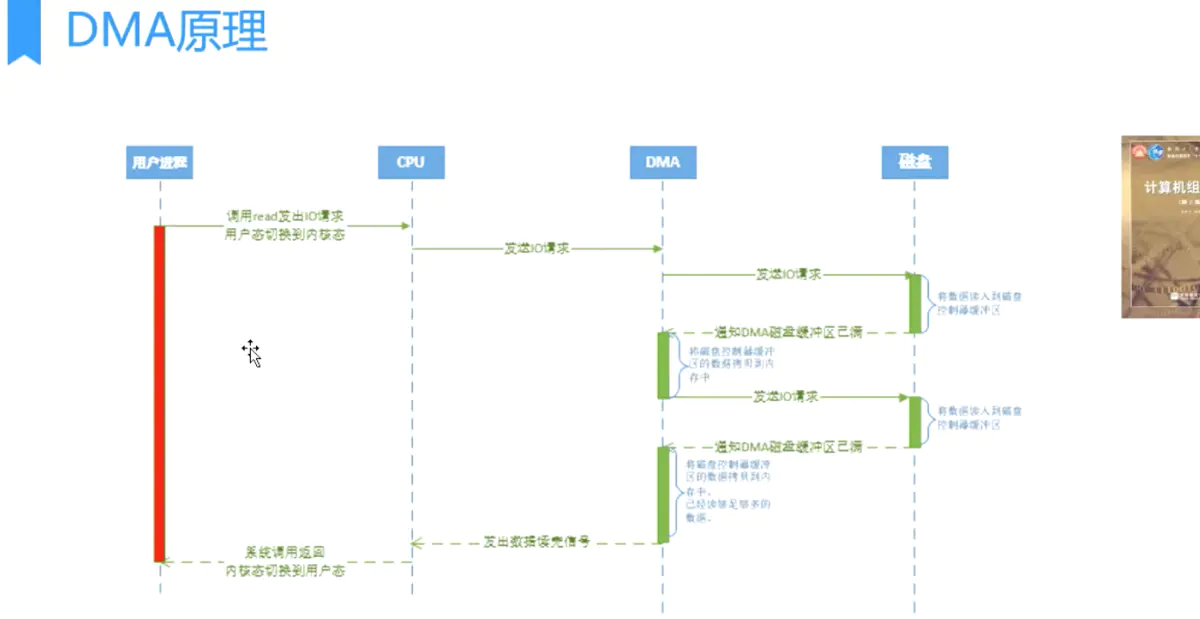 DMA原理
用户进程
CPU
DMA
磁盘
调用read发出IO请求
用户态切换到内核态
发送IO请求
发送IO请求
将数据读入到磁盘
控制器缓冲区
通知DMA磁盘缓冲区已满
将磁盘控制器缓冲
区的数据拷贝到内
存中
发送IO请求
将数据读入到磁盘
控制器缓冲区
通知DMA磁盘缓冲区已满
将磁盘控制器缓冲
区的数据拷贝到内
存中。
已经读够足够多的
数据。
发出数据读完信号
系统调用返回
内核态切换到用户态
计算机组